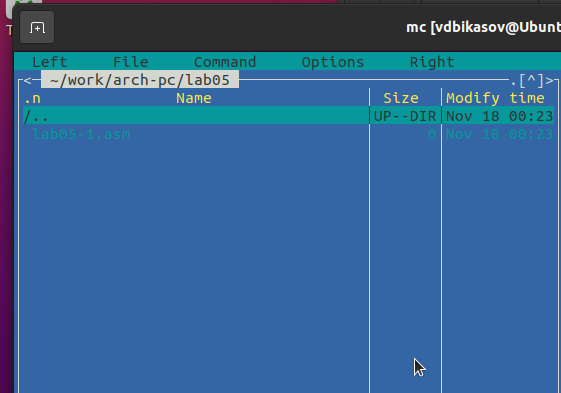 mc [vdbikasov@Ubunt
Left File Command Options Right
<— ~/work/arch-pc/lab05 .[^]>
.n Name Size Modify time
/.. UP--DIR Nov 18 00:23
lab05-1.asm 0 Nov 18 00:23